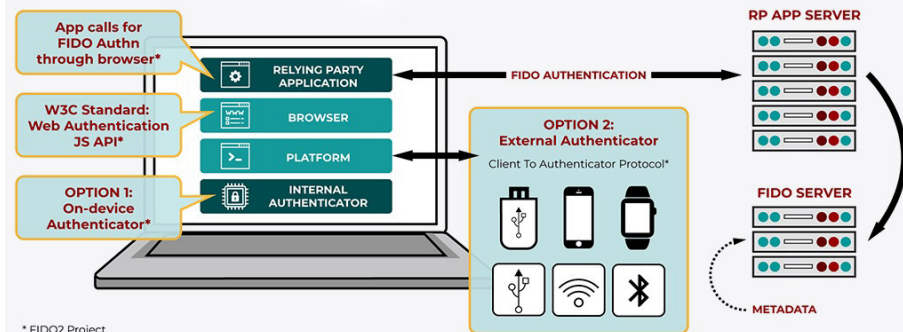 App calls for
FIDO Authn
through browser*
W3C Standard:
Web Authentication
JS API*
OPTION 1:
On-device
Authenticator*
RELYING PARTY
APPLICATION
WWW
BROWSER
PLATFORM
INTERNAL
AUTHENTICATOR
FIDO AUTHENTICATION
OPTION 2:
External Authenticator
Client To Authenticator Protocol*
RP APP SERVER
FIDO SERVER
METADATA
* FIDO2 Project